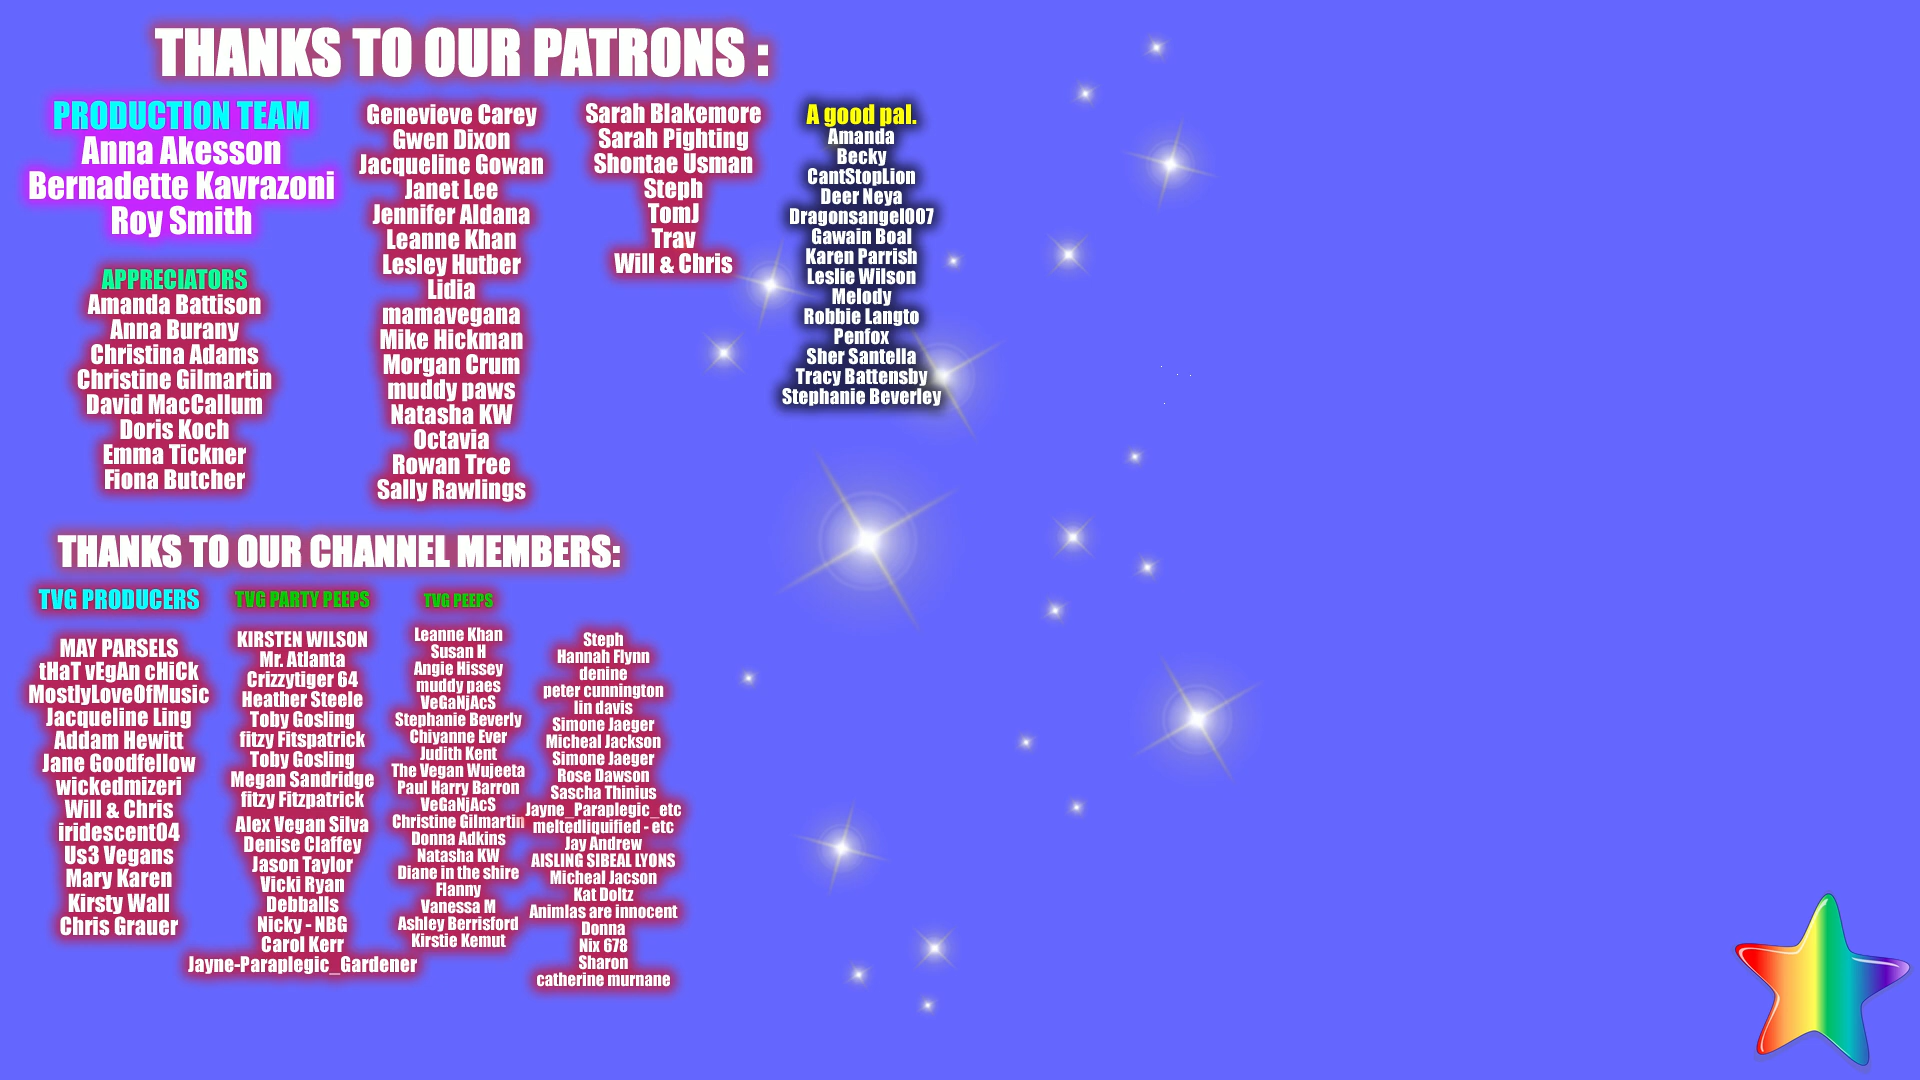 THANKS TO OUR PATRONS :
PRODUCTION TEAM
Anna Akesson
Bernadette Kavrazoni
Roy Smith
APPRECIATORS
Amanda Battison
Anna Burany
Christina Adams
Christine Gilmartin
David MacCallum
Doris Koch
Emma Tickner
Fiona Butcher
Genevieve Carey
Gwen Dixon
Jacqueline Gowan
Janet Lee
Jennifer Aldana
Leanne Khan
Lesley Hutber
Lidia
mamavegana
Mike Hickman
Morgan Crum
muddy paws
Natasha KW
Octavia
Rowan Tree
Sally Rawlings
Sarah Blakemore
Sarah Pighting
Shontae Usman
Steph
TomJ
Trav
Will & Chris
A good pal.
Amanda
Becky
CantStopLion
Deer Neya
Dragonsangel007
Gawain Boal
Karen Parrish
Leslie Wilson
Melody
Robbie Langto
Penfox
Sher Santella
Tracy Battensby
Stephanie Beverley
THANKS TO OUR CHANNEL MEMBERS:
TVG PRODUCERS
MAY PARSELS
tHaT vEgAn cHiCk
MostlyLoveOfMusic
Jacqueline Ling
Addam Hewitt
Jane Goodfellow
wickedmizeri
Will & Chris
iridescent04
Us3 Vegans
Mary Karen
Kirsty Wall
Chris Grauer
TVG PARTY PEEPS
KIRSTEN WILSON
Mr. Atlanta
Crizzytiger 64
Heather Steele
Toby Gosling
fitzy Fitspatrick
Toby Gosling
Megan Sandridge
fitzy Fitzpatrick
Alex Vegan Silva
Denise Claffey
Jason Taylor
Vicki Ryan
Debballs
Nicky - NBG
Carol Kerr
Jayne-Paraplegic_Gardener
TVG PEEPS
Leanne Khan
Susan H
Angie Hissey
muddy paes
VeGaNjAcS
Stephanie Beverly
Chiyanne Ever
Judith Kent
The Vegan Wujeeta
Paul Harry Barron
VeGaNjAcS
Christine Gilmartin
Donna Adkins
Natasha KW
Diane in the shire
Flanny
Vanessa M
Ashley Berrisford
Kirstie Kemut
Steph
Hannah Flynn
denine
peter cunnington
lin davis
Simone Jaeger
Micheal Jackson
Simone Jaeger
Rose Dawson
Sascha Thinius
Jayne_Paraplegic_etc
meltedliquified - etc
Jay Andrew
AISLING SIBEAL LYONS
Micheal Jacson
Kat Doltz
Animlas are innocent
Donna
Nix 678
Sharon
catherine murnane